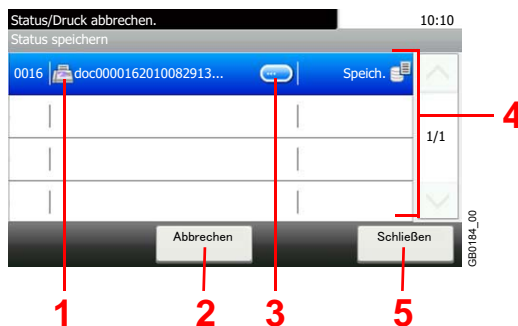 Status/Druck abbrechen. 10:10
Status speichern
0016 doc0000162010082913... Speich.
1/1
4
Abbrechen Schließen
GB0184_00
1 2 3 5